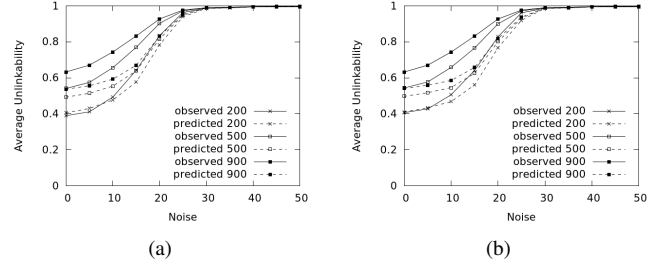 1
0.8
0.6
0.4
0.2
0
Average Unlinkability
observed 200
predicted 200
observed 500
predicted 500
observed 900
predicted 900
0 10 20 30 40 50
Noise
(a)
1
0.8
0.6
0.4
0.2
0
Average Unlinkability
observed 200
predicted 200
observed 500
predicted 500
observed 900
predicted 900
0 10 20 30 40 50
Noise
(b)